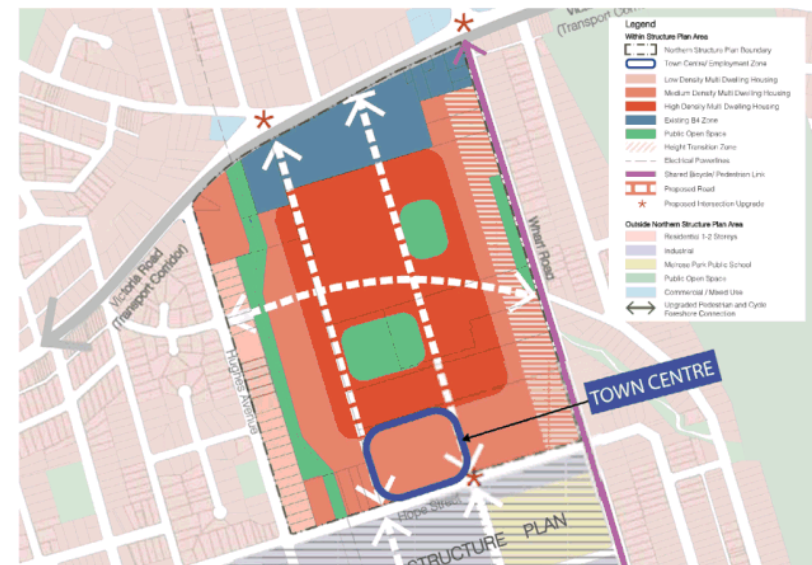 (Transport Corridor)
Legend
Within Structure Plan Area
Northern Structure Plan Boundary
Town Centre/ Employment Zone
Low Density Multi Dwelling Housing
Medium Density Multi Dwelling Housing
High Density Multi Dwelling Housing
Existing B4 Zone
Public Open Space
Height Transition Zone
Electrical Powerlines
Shared Bicycle/ Pedestrian Link
Proposed Road
Proposed Intersection Upgrade
Outside Northern Structure Plan Area
Residential 1-2 Storeys
Industrial
Melrose Park Public School
Public Open Space
Commercial / Mixed Use
Upgraded Pedestrian and Cycle
Foreshore Connection
Victoria Road
(Transport Corridor)
Wharf Road
Hughes Avenue
TOWN CENTRE
Hope Street
STRUCTURE PLAN